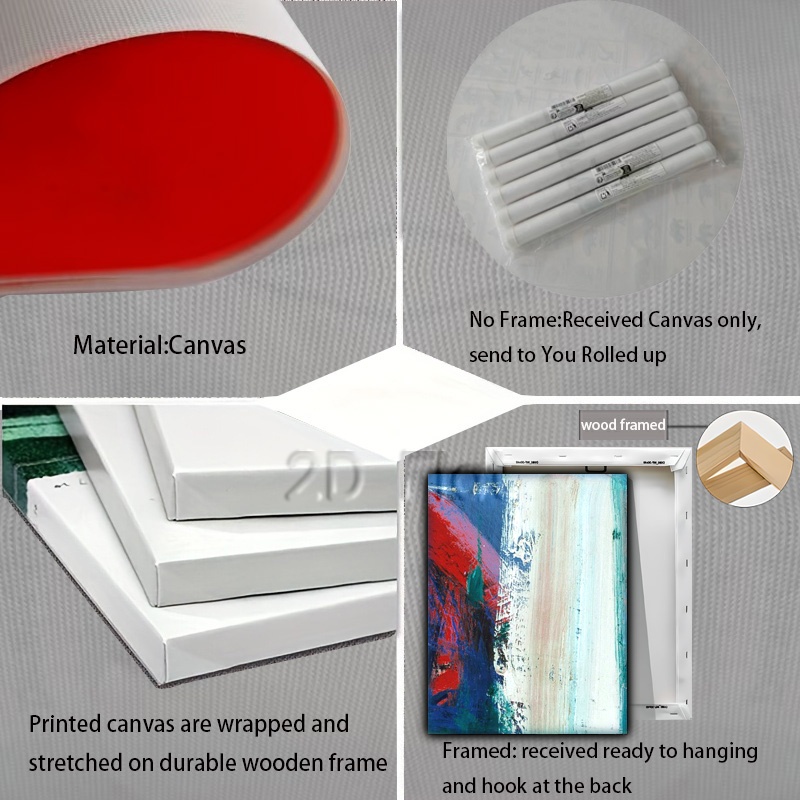 Material:Canvas
No Frame:Received Canvas only,
send to You Rolled up
wood framed
2D
Printed canvas are wrapped and
stretched on durable wooden frame
Framed: received ready to hanging
and hook at the back